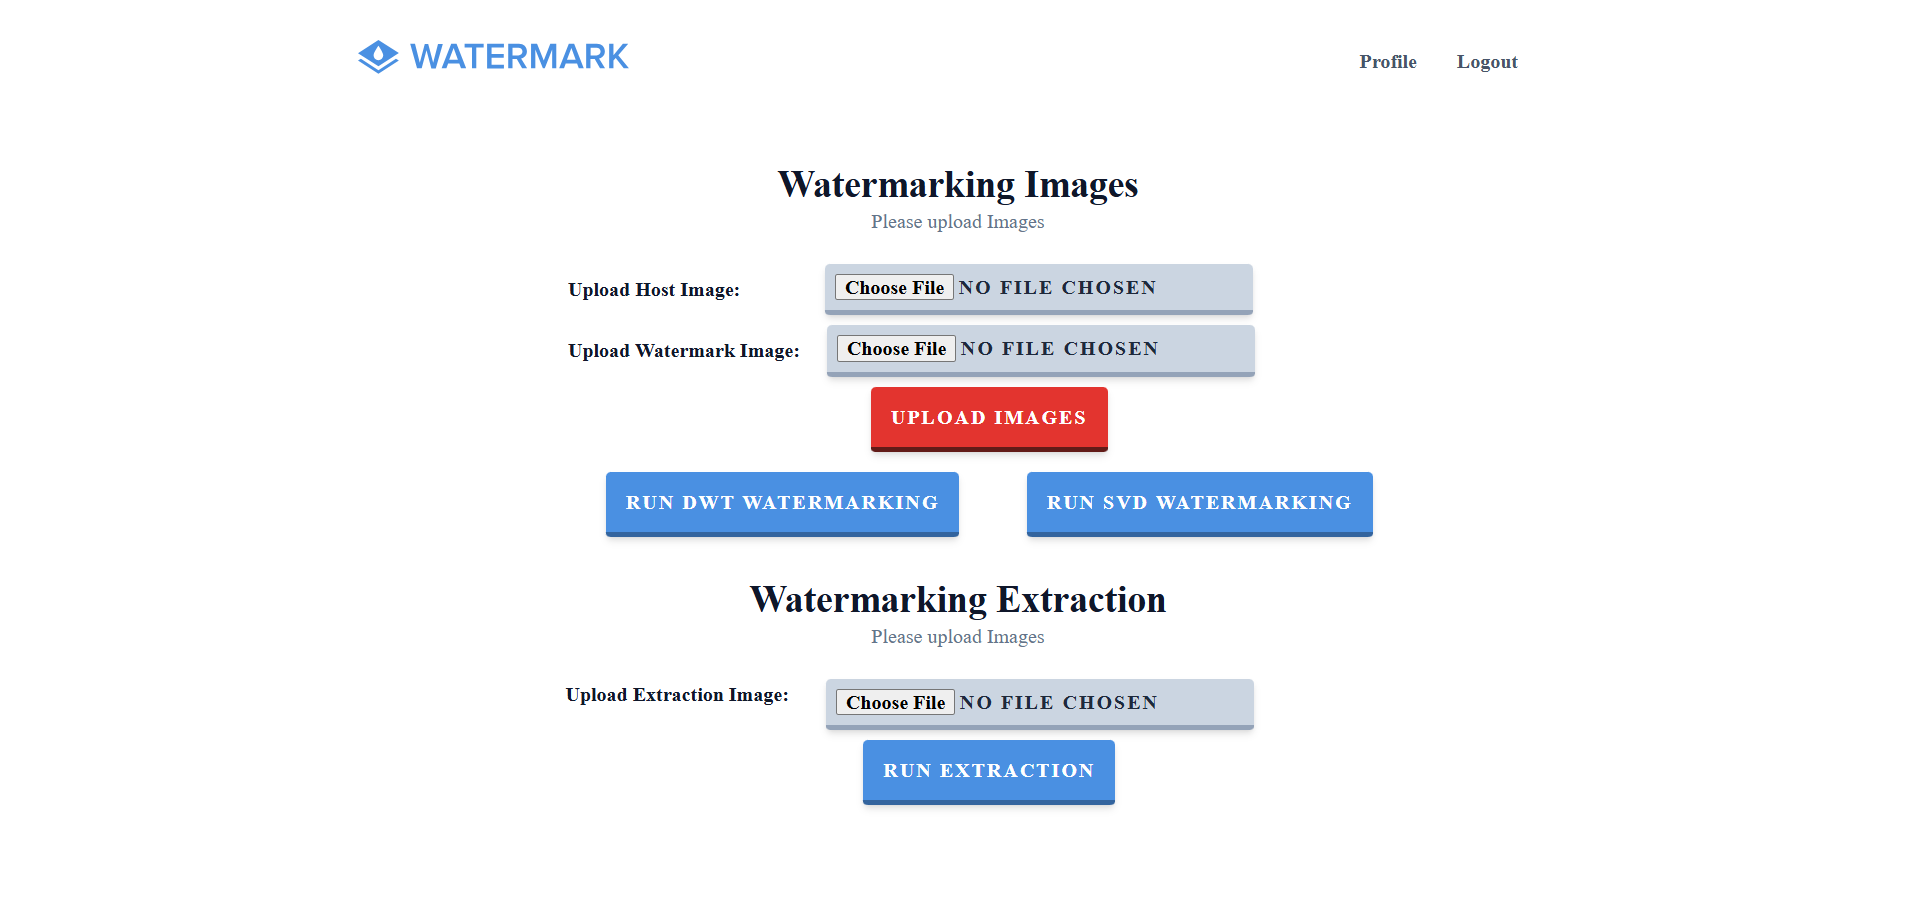 WATERMARK
Profile Logout
Watermarking Images
Please upload Images
Upload Host Image: Choose File NO FILE CHOSEN
Upload Watermark Image: Choose File NO FILE CHOSEN
UPLOAD IMAGES
RUN DWT WATERMARKING RUN SVD WATERMARKING
Watermarking Extraction
Please upload Images
Upload Extraction Image: Choose File NO FILE CHOSEN
RUN EXTRACTION